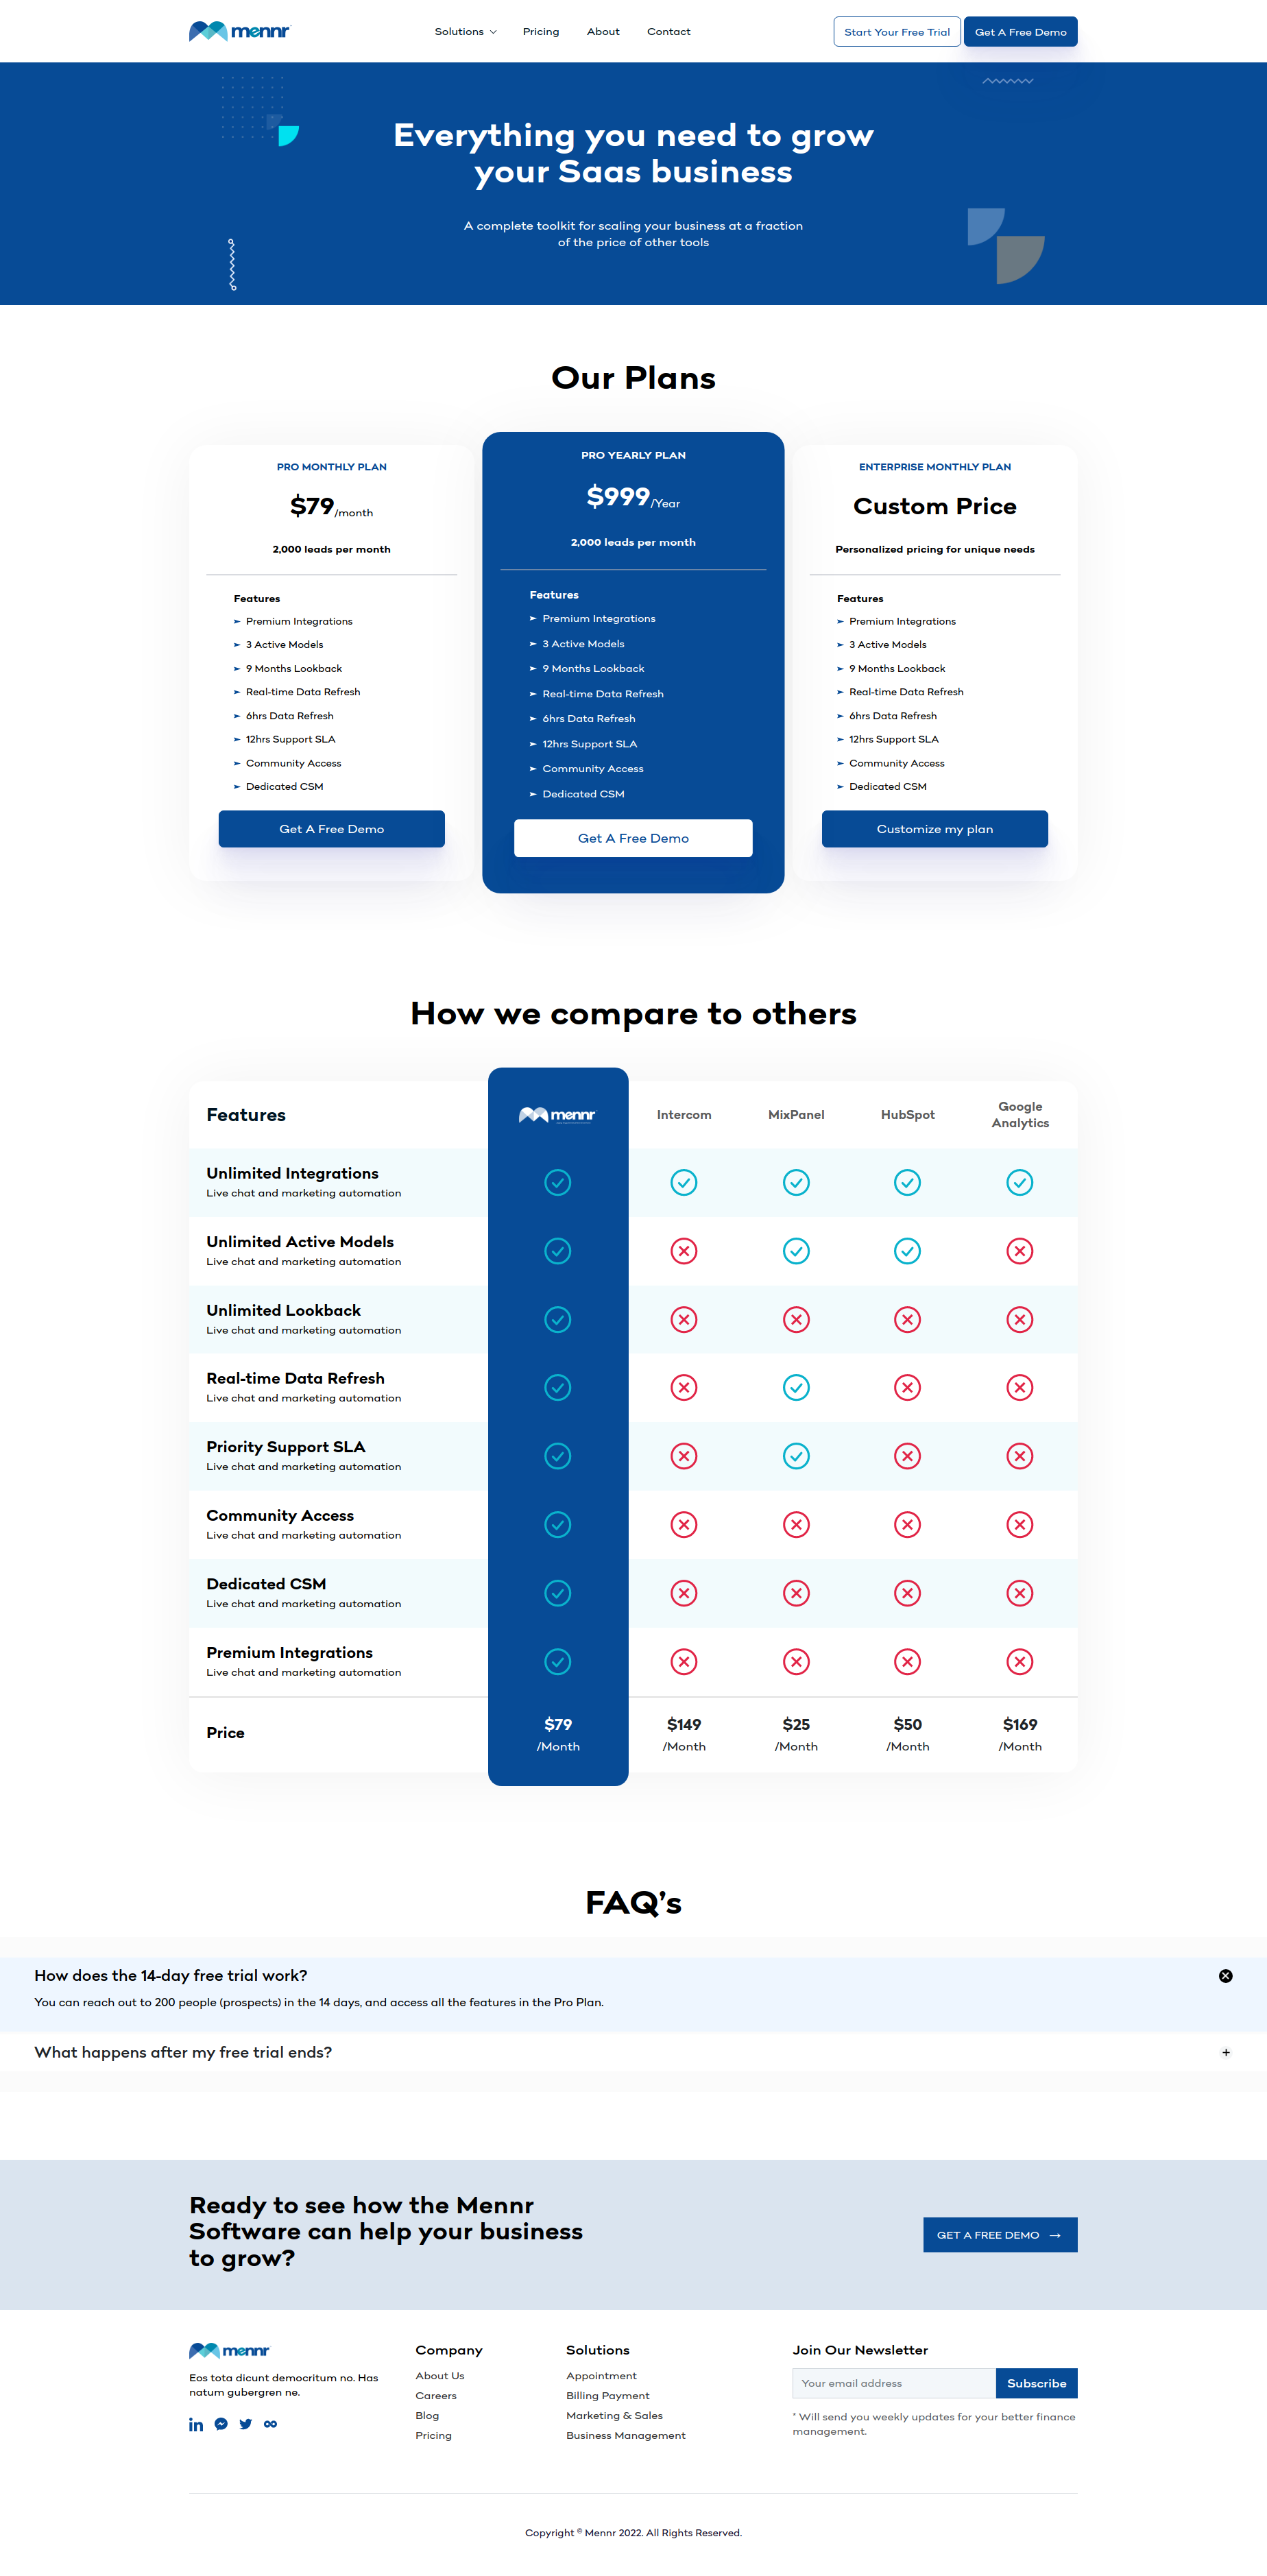 mennr
Solutions
Pricing
About
Contact
Start Your Free Trial
Get A Free Demo
Everything you need to grow
your Saas business
A complete toolkit for scaling your business at a fraction
of the price of other tools
Our Plans
PRO MONTHLY PLAN
$79/month
2,000 leads per month
Features
Premium Integrations
3 Active Models
9 Months Lookback
Real-time Data Refresh
6hrs Data Refresh
12hrs Support SLA
Community Access
Dedicated CSM
Get A Free Demo
PRO YEARLY PLAN
$999/Year
2,000 leads per month
Features
Premium Integrations
3 Active Models
9 Months Lookback
Real-time Data Refresh
6hrs Data Refresh
12hrs Support SLA
Community Access
Dedicated CSM
Get A Free Demo
ENTERPRISE MONTHLY PLAN
Custom Price
Personalized pricing for unique needs
Features
Premium Integrations
3 Active Models
9 Months Lookback
Real-time Data Refresh
6hrs Data Refresh
12hrs Support SLA
Community Access
Dedicated CSM
Customize my plan
How we compare to others
Features
mennr
Intercom
MixPanel
HubSpot
Google
Analytics
Unlimited Integrations
Live chat and marketing automation
Unlimited Active Models
Live chat and marketing automation
Unlimited Lookback
Live chat and marketing automation
Real-time Data Refresh
Live chat and marketing automation
Priority Support SLA
Live chat and marketing automation
Community Access
Live chat and marketing automation
Dedicated CSM
Live chat and marketing automation
Premium Integrations
Live chat and marketing automation
Price
$79
/Month
$149
/Month
$25
/Month
$50
/Month
$169
/Month
FAQ's
How does the 14-day free trial work?
You can reach out to 200 people (prospects) in the 14 days, and access all the features in the Pro Plan.
What happens after my free trial ends?
Ready to see how the Mennr
Software can help your business
to grow?
GET A FREE DEMO →
mennr
Eos tota dicunt democritum no. Has
natum gubergren ne.
Company
About Us
Careers
Blog
Pricing
Solutions
Appointment
Billing Payment
Marketing & Sales
Business Management
Join Our Newsletter
Your email address
Subscribe
* Will send you weekly updates for your better finance
management.
Copyright © Mennr 2022. All Rights Reserved.